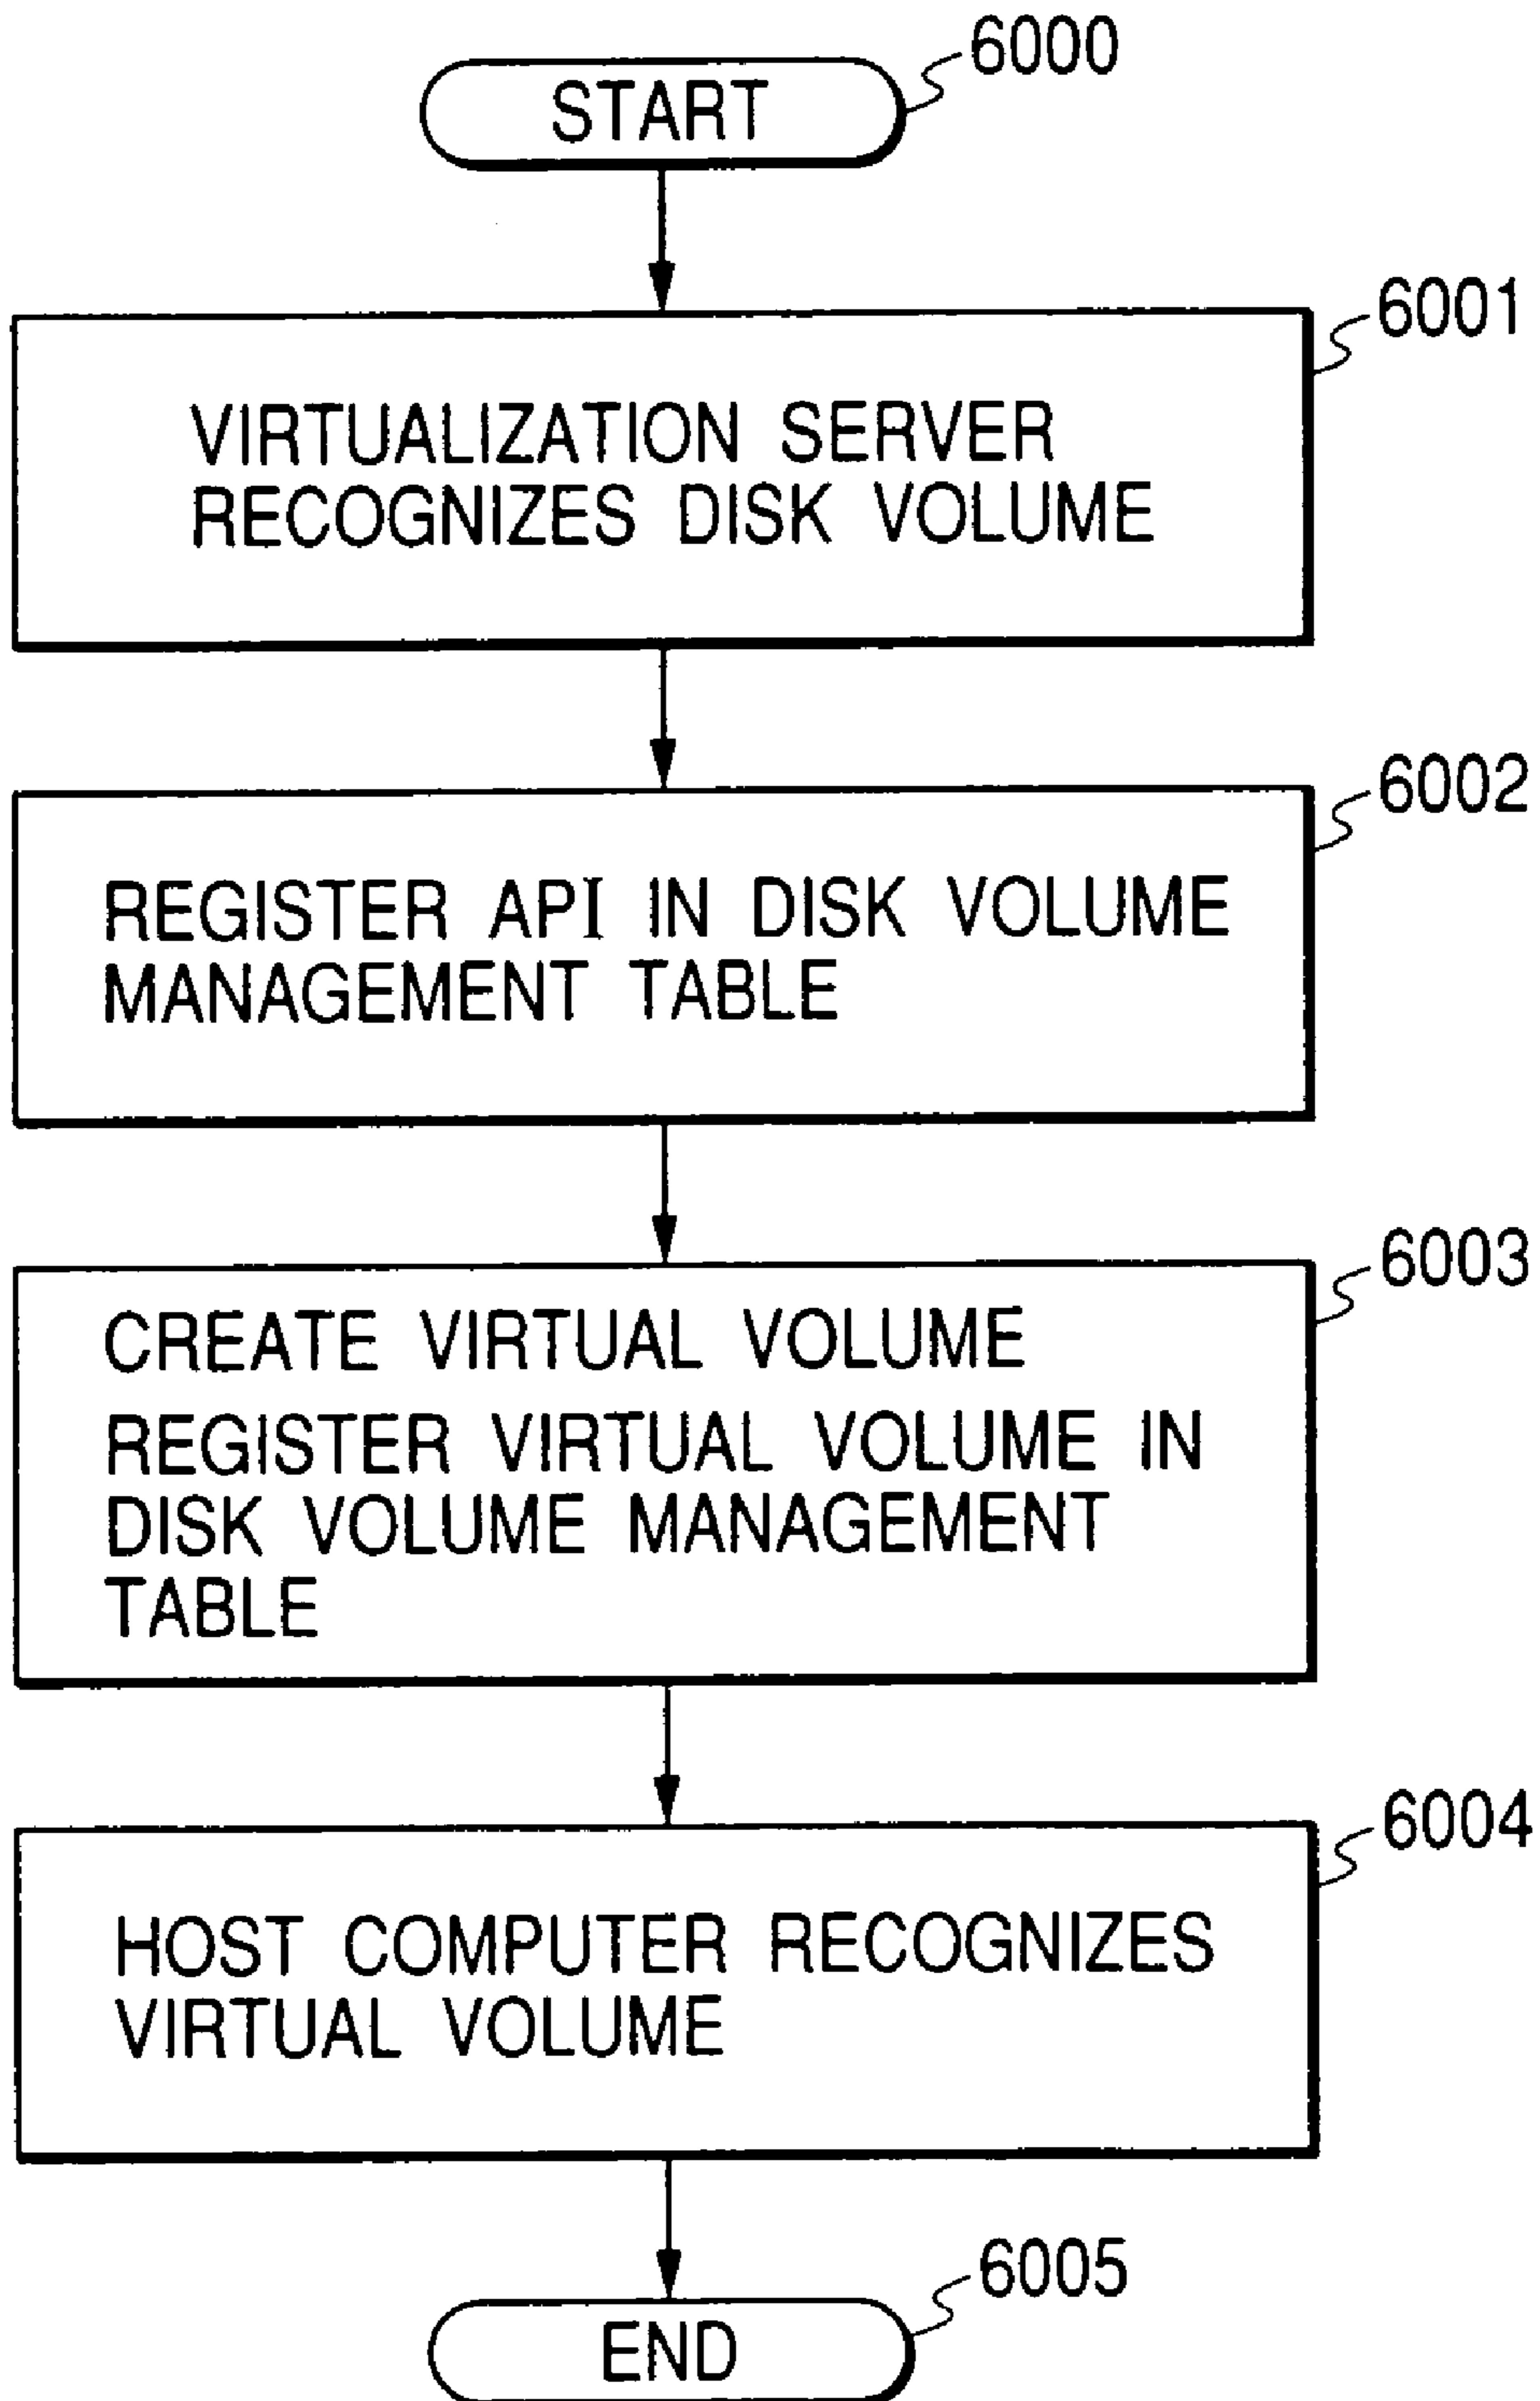 6000
START
6001
VIRTUALIZATION SERVER
RECOGNIZES DISK VOLUME
6002
REGISTER API IN DISK VOLUME
MANAGEMENT TABLE
6003
CREATE VIRTUAL VOLUME
REGISTER VIRTUAL VOLUME IN
DISK VOLUME MANAGEMENT
TABLE
6004
HOST COMPUTER RECOGNIZES
VIRTUAL VOLUME
6005
END